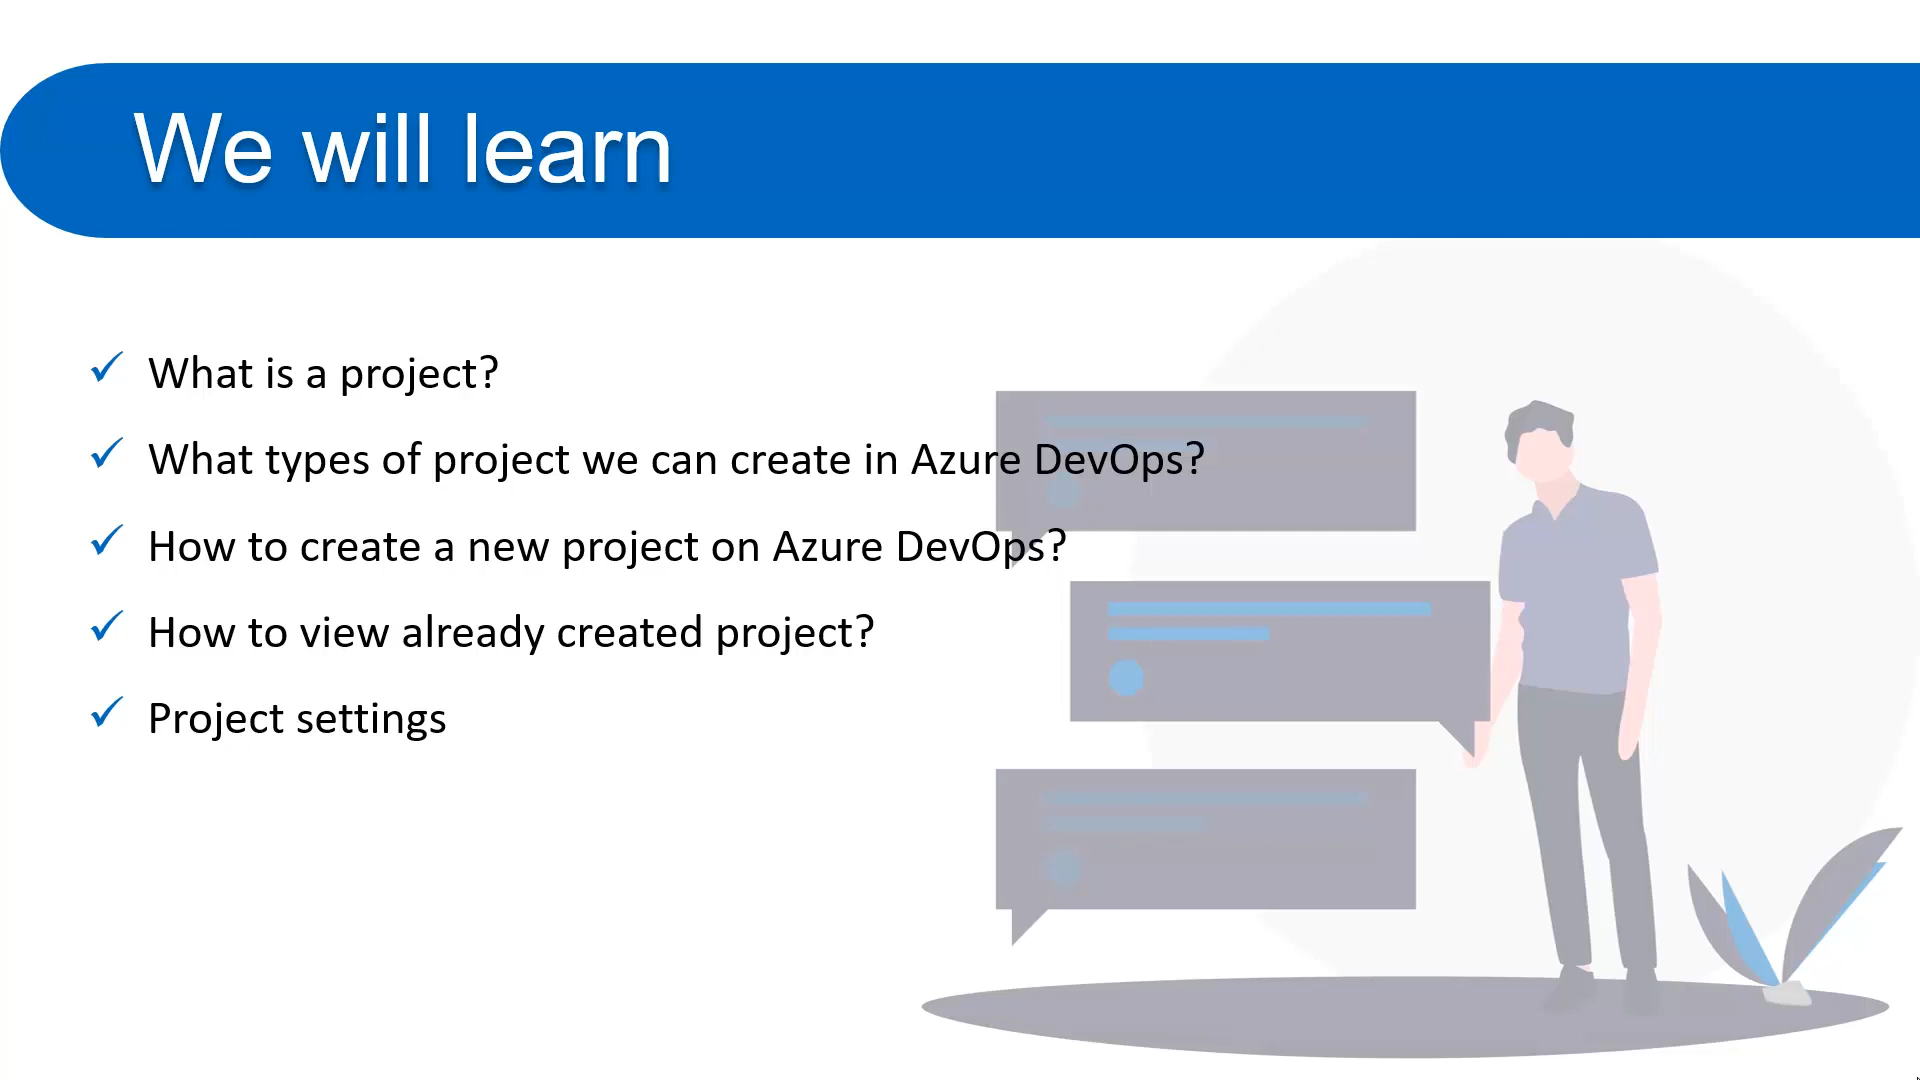 We will learn
What is a project?
What types of project we can create in Azure DevOps?
How to create a new project on Azure DevOps?
How to view already created project?
Project settings